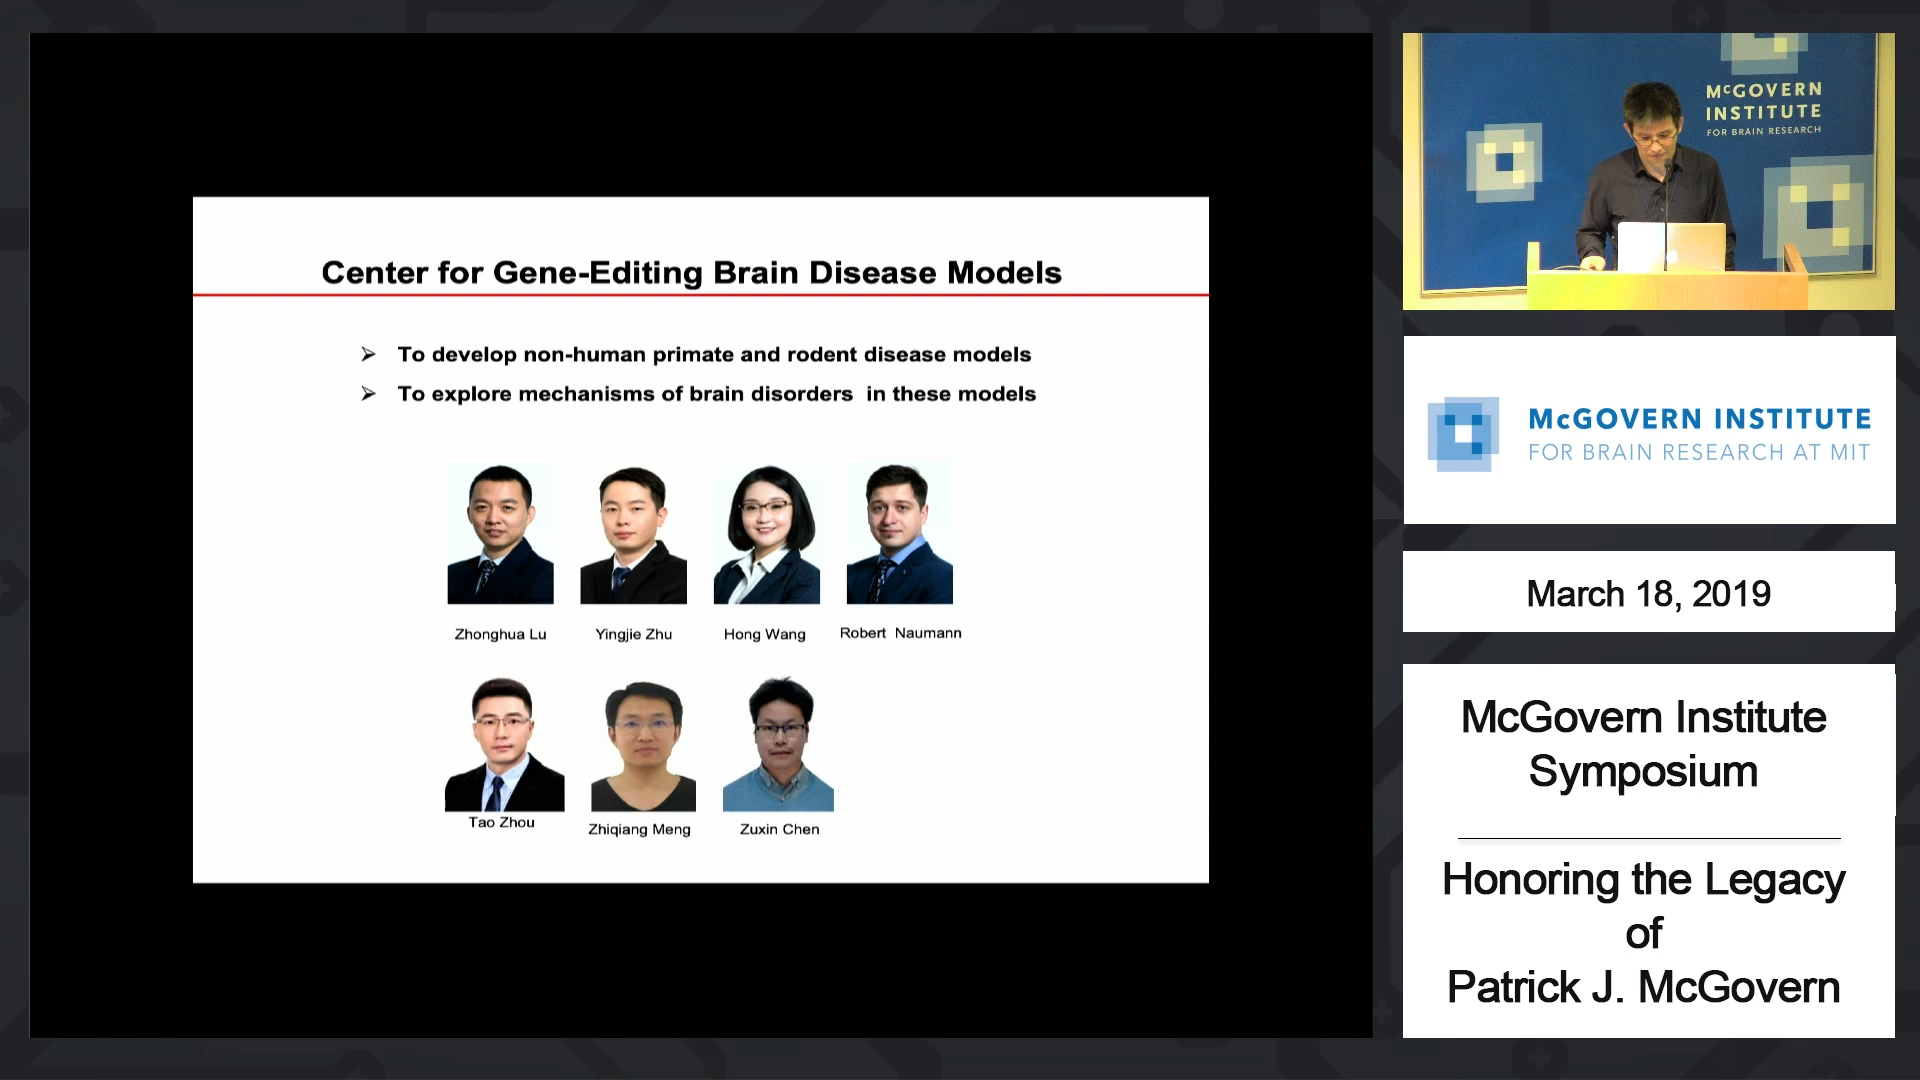 Center for Gene-Editing Brain Disease Models
To develop non-human primate and rodent disease models
To explore mechanisms of brain disorders in these models
Zhonghua Lu
Yingjie Zhu
Hong Wang
Robert Naumann
Tao Zhou
Zhiqiang Meng
Zuxin Chen
McGOVERN
INSTITUTE
FOR BRAIN RESEARCH
McGOVERN INSTITUTE
FOR BRAIN RESEARCH AT MIT
March 18, 2019
McGovern Institute
Symposium
Honoring the Legacy
of
Patrick J. McGovern